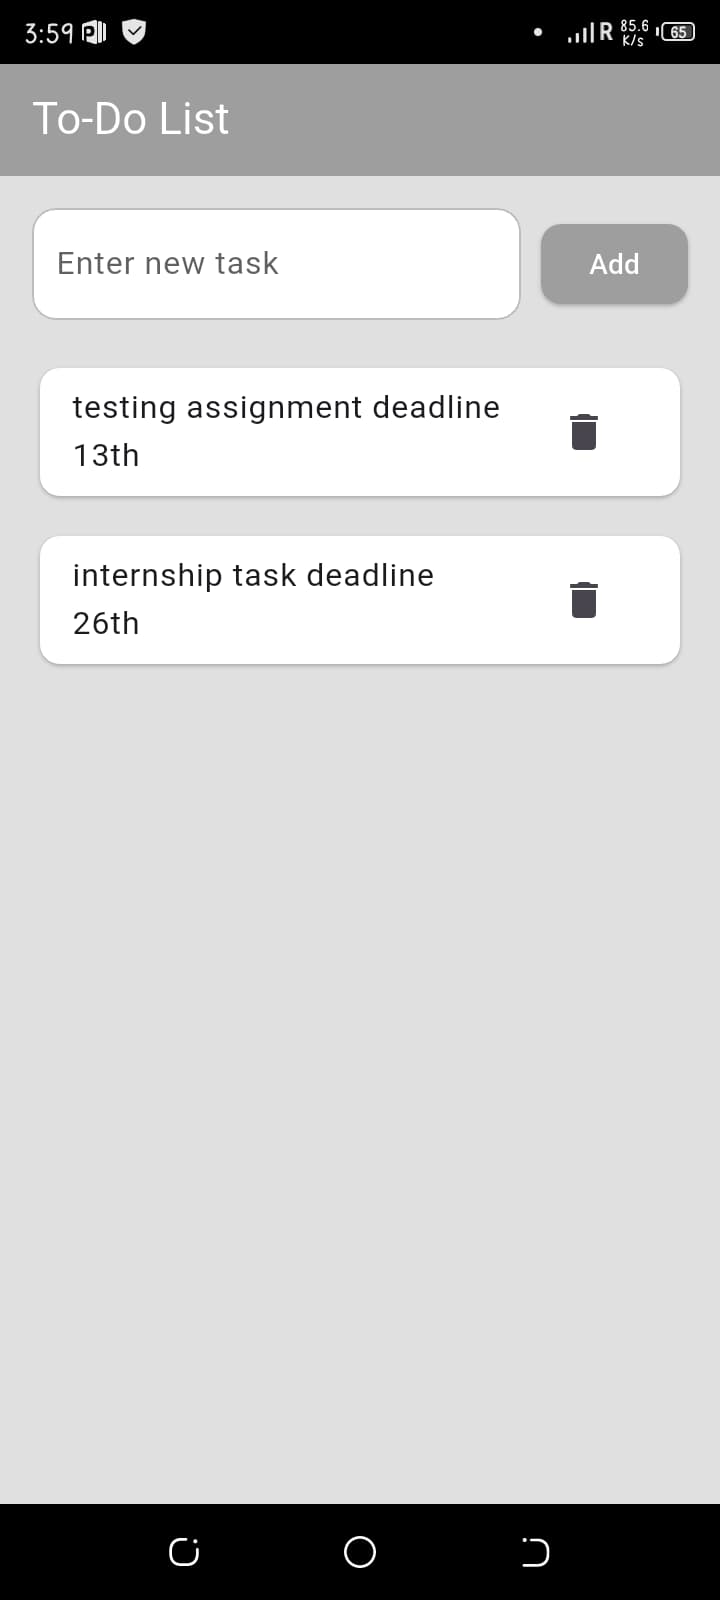 3:59 R 85.6 K/s 65
To-Do List
Enter new task Add
testing assignment deadline
13th
internship task deadline
26th